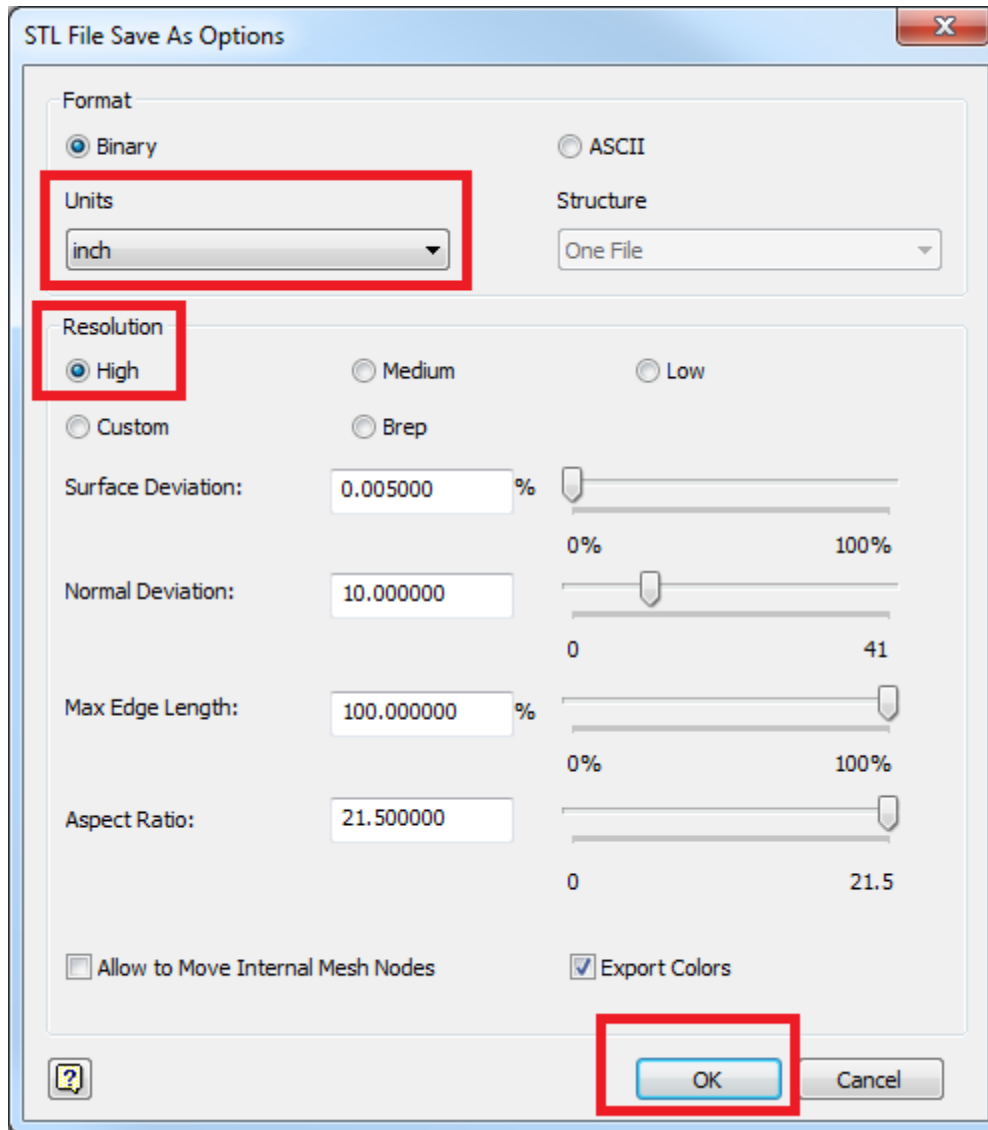 STL File Save As Options
Format
Binary ASCII
Units Structure
inch One File
Resolution
High Medium Low
Custom Brep
Surface Deviation: 0.005000 %
0% 100%
Normal Deviation: 10.000000
0 41
Max Edge Length: 100.000000 %
0% 100%
Aspect Ratio: 21.500000
0 21.5
Allow to Move Internal Mesh Nodes Export Colors
? OK Cancel